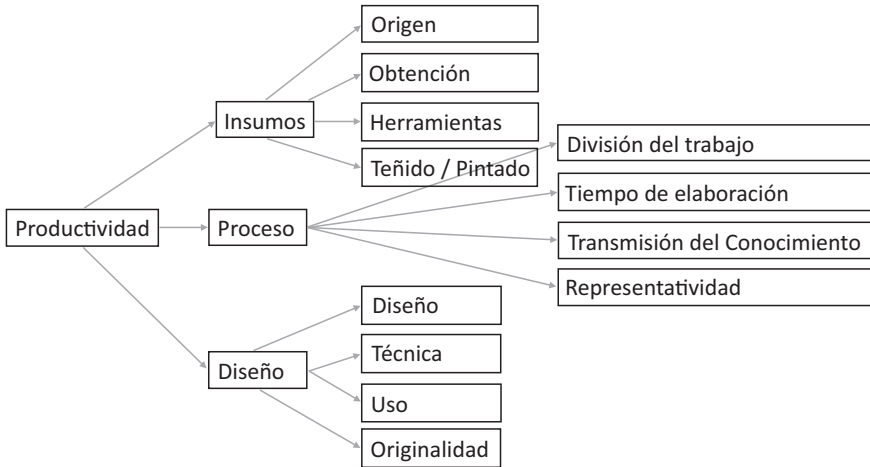 Origen
Obtención
Insumos
Herramientas
Teñido / Pintado
División del trabajo
Tiempo de elaboración
Productividad
Proceso
Transmisión del Conocimiento
Representatividad
Diseño
Técnica
Diseño
Uso
Originalidad